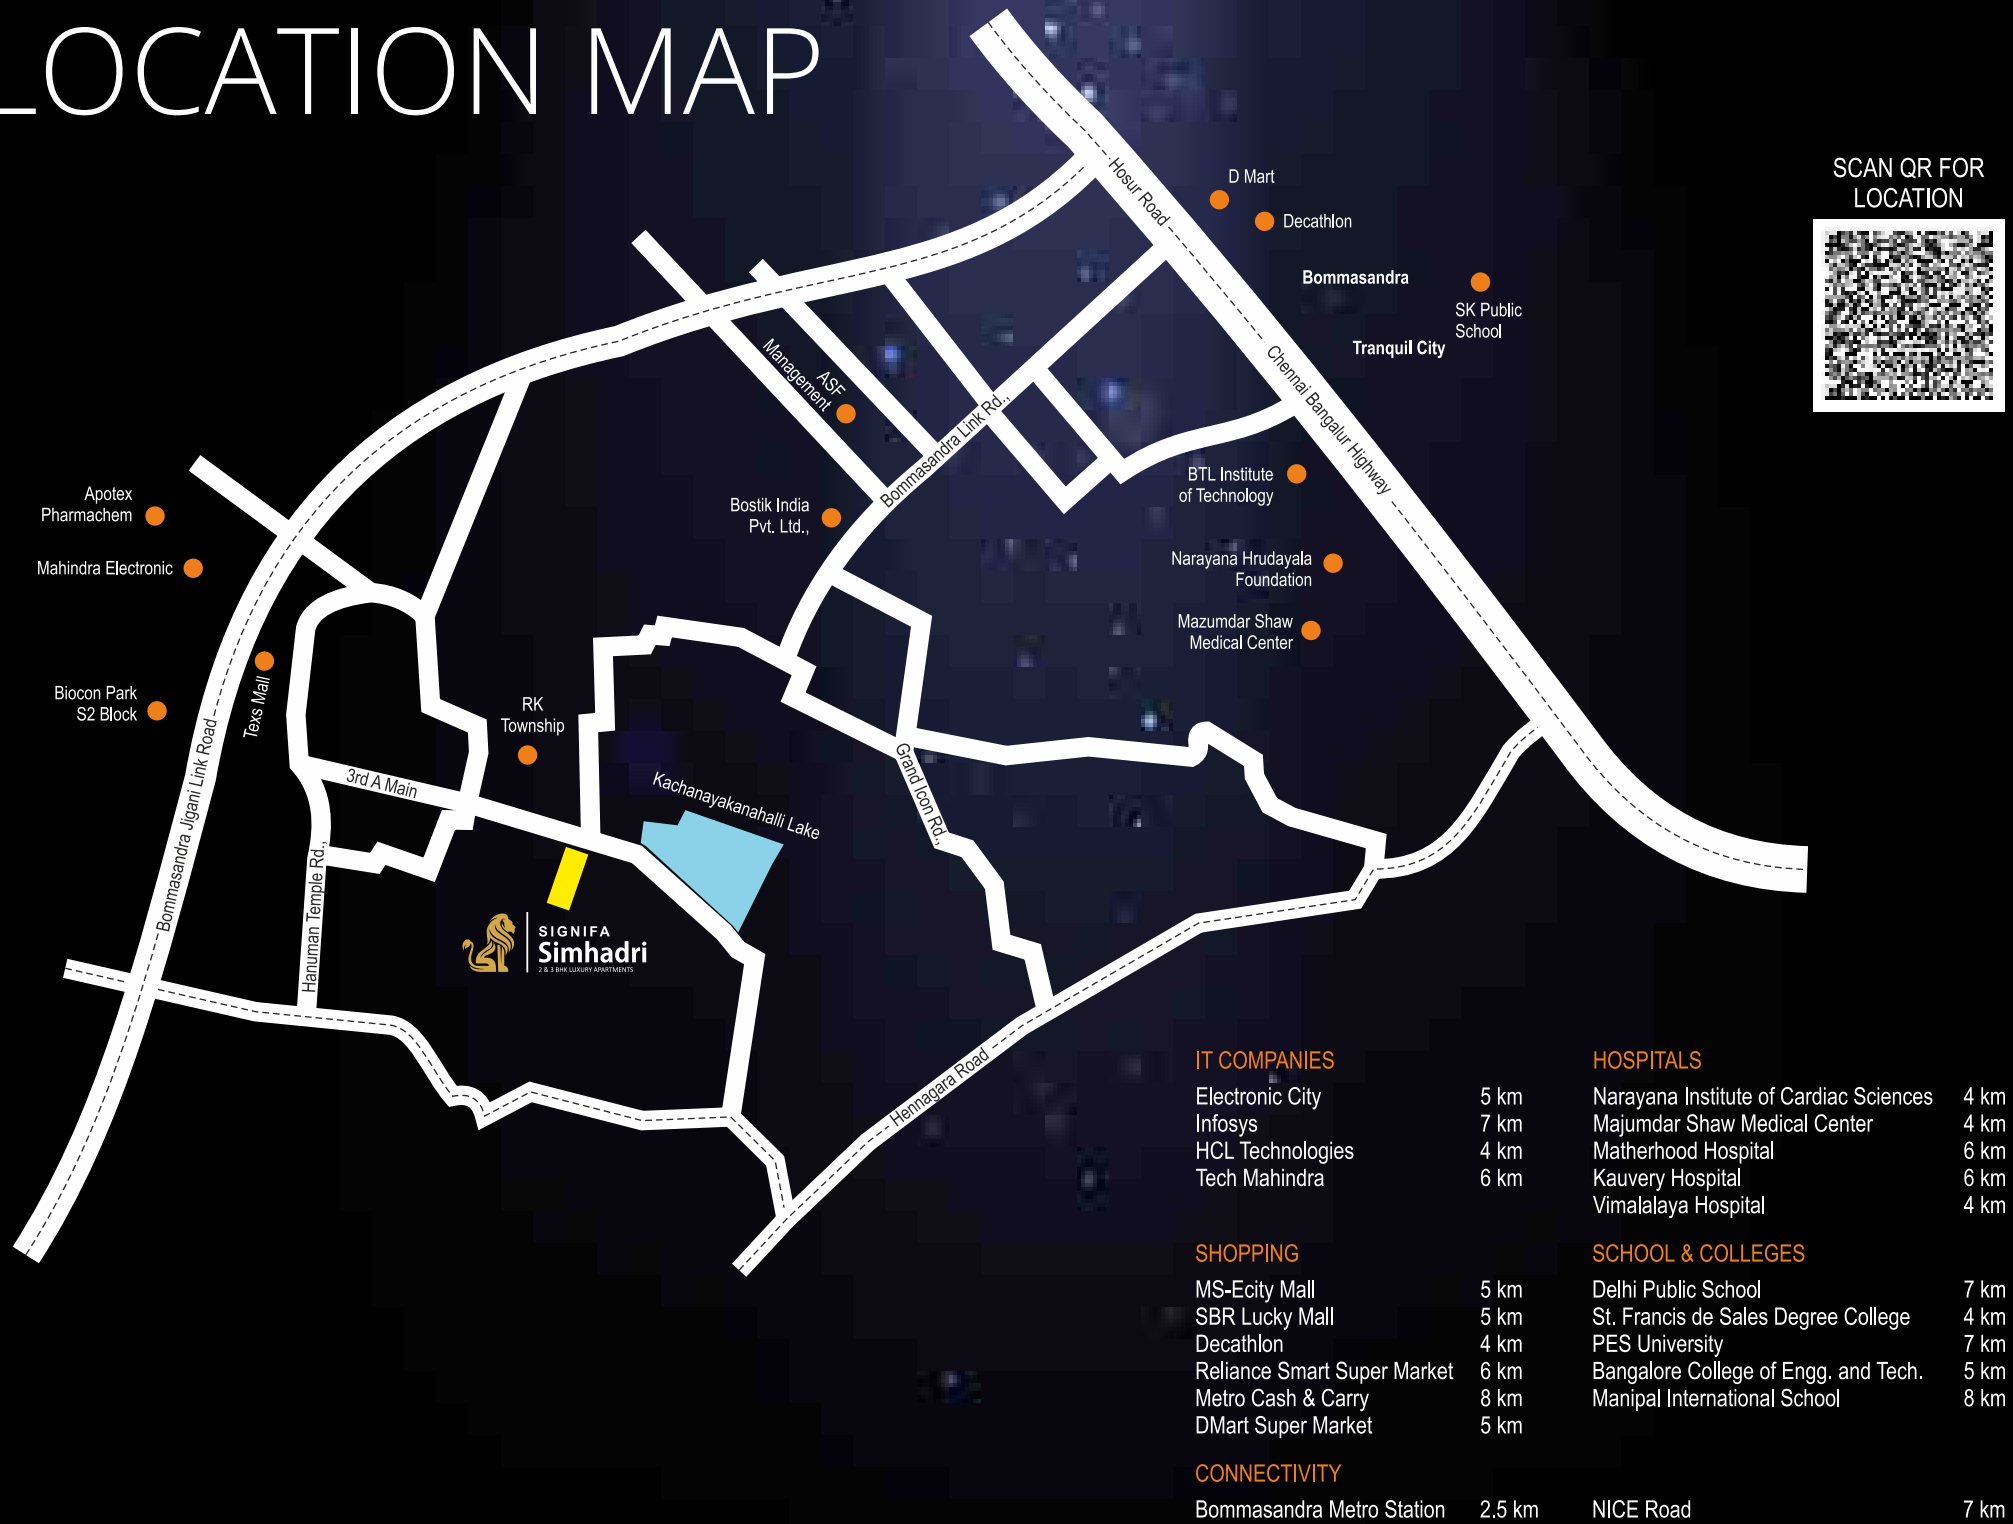 LOCATION MAP
SCAN QR FOR
LOCATION
D Mart
Decathlon
Bommasandra
SK Public
School
Tranquil City
Hosur Road
Chennai Bangalur Highway
ASF
Management
Bommasandra Link Rd.,
Bostik India
Pvt. Ltd.,
BTL Institute
of Technology
Narayana Hrudayala
Foundation
Mazumdar Shaw
Medical Center
Apotex
Pharmachem
Mahindra Electronic
Biocon Park
S2 Block
Texs Mall
Bommasandra Jigani Link Road
RK
Township
3rd A Main
Kachanayakanahalli Lake
Grand Icon Rd.,
Hanuman Temple Rd.,
SIGNIFA
Simhadri
2 & 3 BHK LUXURY APARTMENTS
Hennagara Road
IT COMPANIES
Electronic City 5 km
Infosys 7 km
HCL Technologies 4 km
Tech Mahindra 6 km
HOSPITALS
Narayana Institute of Cardiac Sciences 4 km
Majumdar Shaw Medical Center 4 km
Matherhood Hospital 6 km
Kauvery Hospital 6 km
Vimalalaya Hospital 4 km
SHOPPING
MS-Ecity Mall 5 km
SBR Lucky Mall 5 km
Decathlon 4 km
Reliance Smart Super Market 6 km
Metro Cash & Carry 8 km
DMart Super Market 5 km
SCHOOL & COLLEGES
Delhi Public School 7 km
St. Francis de Sales Degree College 4 km
PES University 7 km
Bangalore College of Engg. and Tech. 5 km
Manipal International School 8 km
CONNECTIVITY
Bommasandra Metro Station 2.5 km
NICE Road 7 km